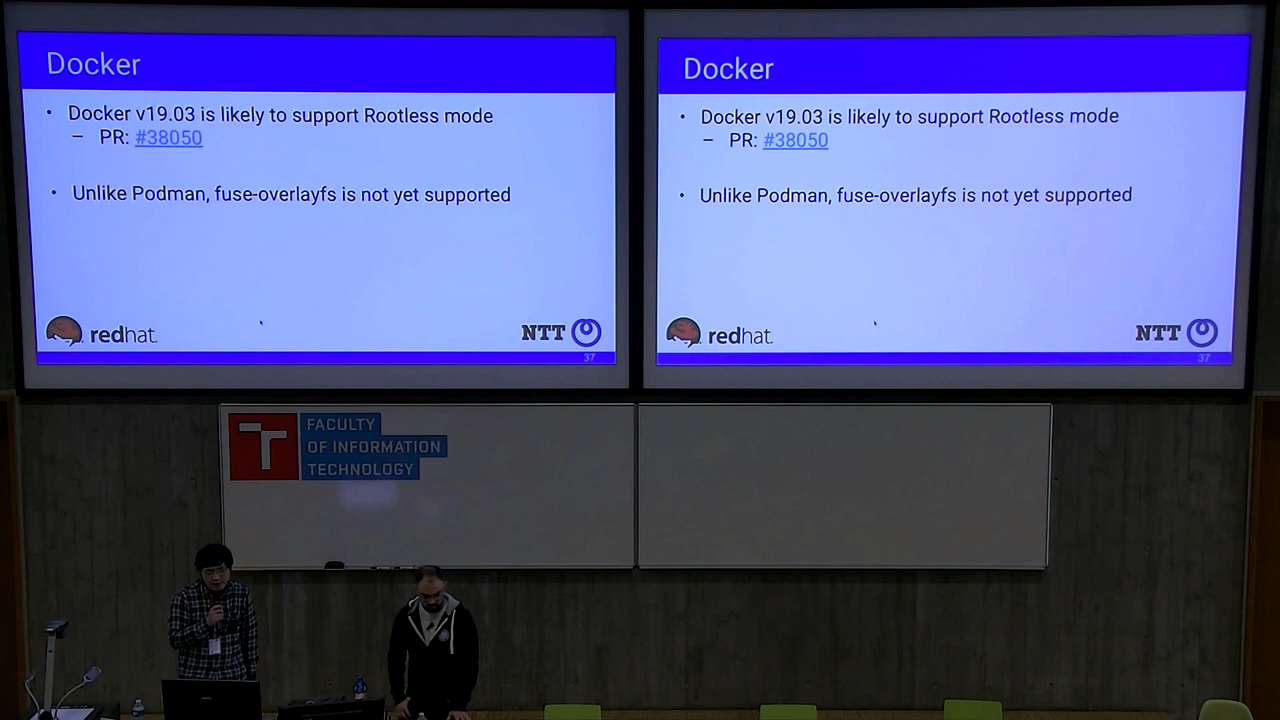 Docker
• Docker v19.03 is likely to support Rootless mode
– PR: #38050
• Unlike Podman, fuse-overlayfs is not yet supported
redhat.
NTT
37
Docker
• Docker v19.03 is likely to support Rootless mode
– PR: #38050
• Unlike Podman, fuse-overlayfs is not yet supported
redhat.
NTT
37
FACULTY
OF INFORMATION
TECHNOLOGY